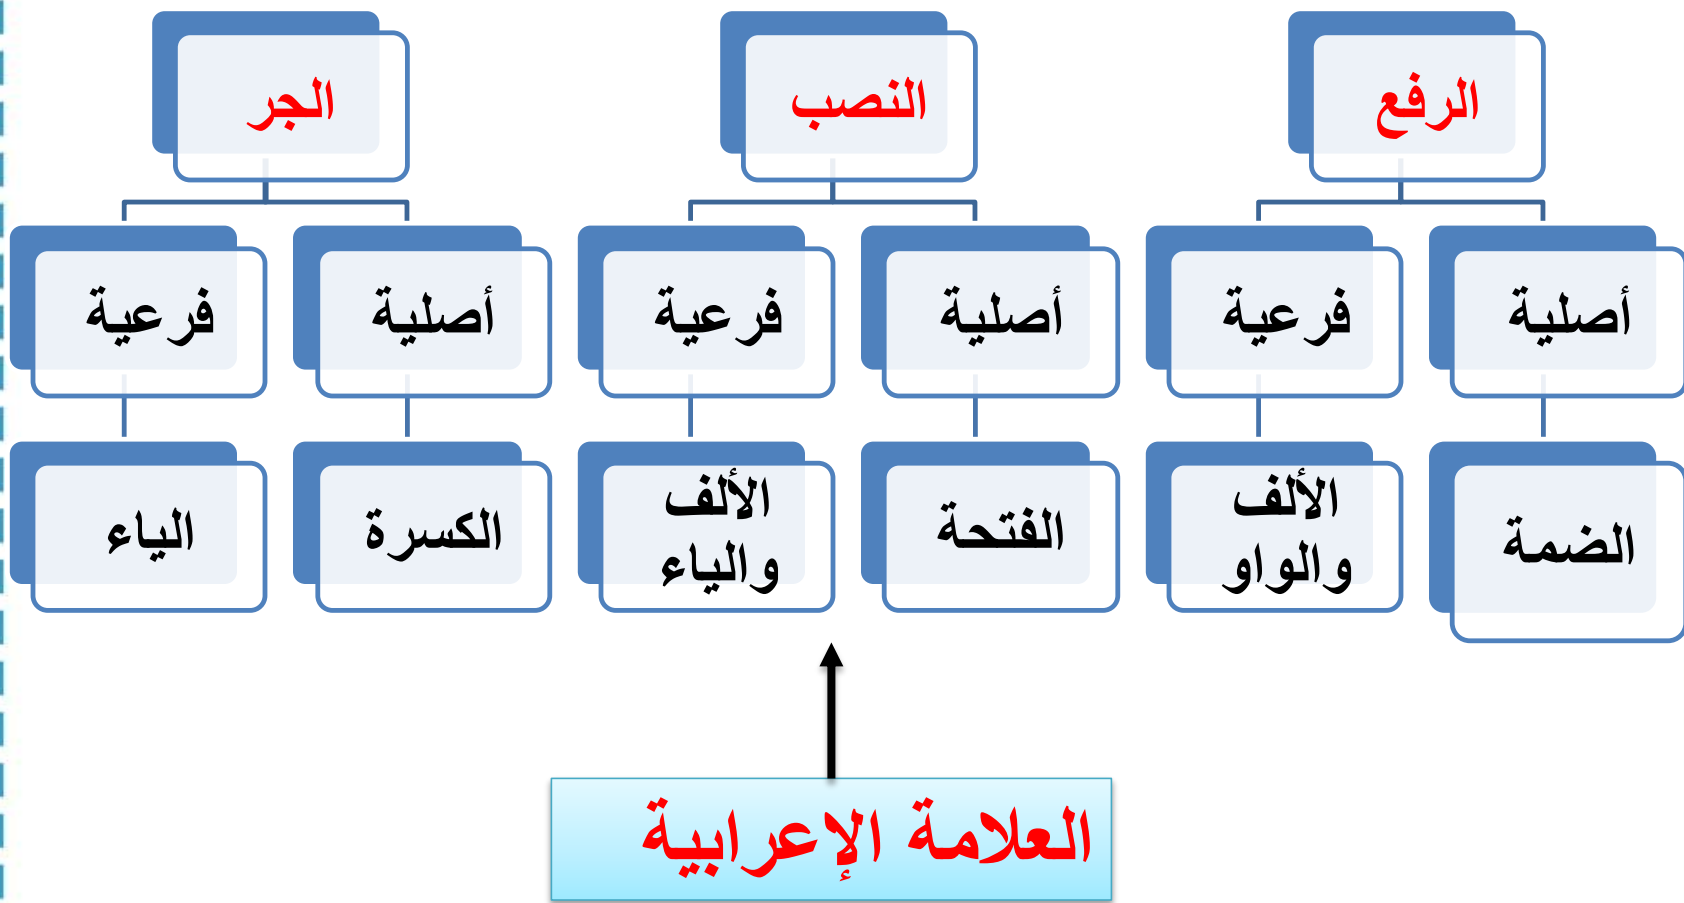 الرفع
النصب
الجر
أصلية
فرعية
أصلية
فرعية
أصلية
فرعية
الضمة
الألف
والواو
الفتحة
الألف
والياء
الكسرة
الياء
العلامة الإعرابية